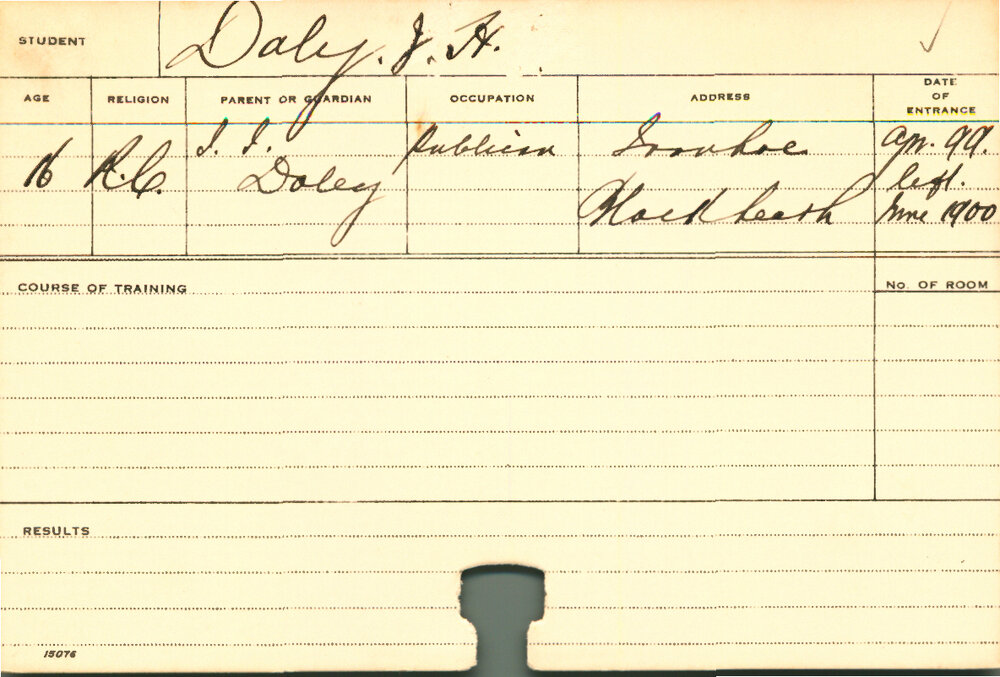 STUDENT Daley. J. H.
AGE RELIGION PARENT OR GUARDIAN OCCUPATION ADDRESS DATE OF ENTRANCE
16 R.C. J. J. Daley publican Ivanhoe Blackheath Apr. 99. left. June 1900
COURSE OF TRAINING
No. OF ROOM
RESULTS
15076